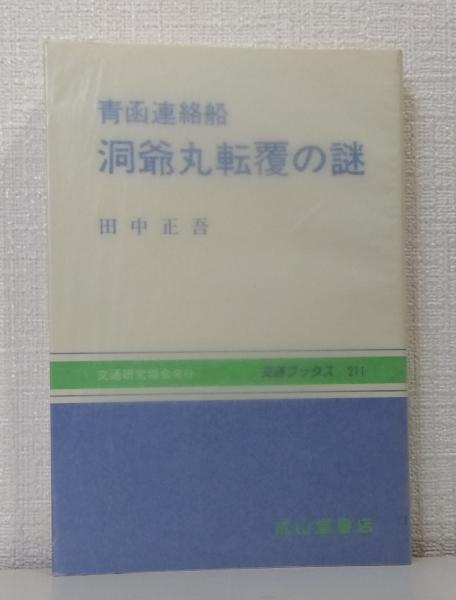 青函連絡船
洞爺丸転覆の謎
田中正吾
交通研究協会発行
交通ブックス 211
成山堂書店